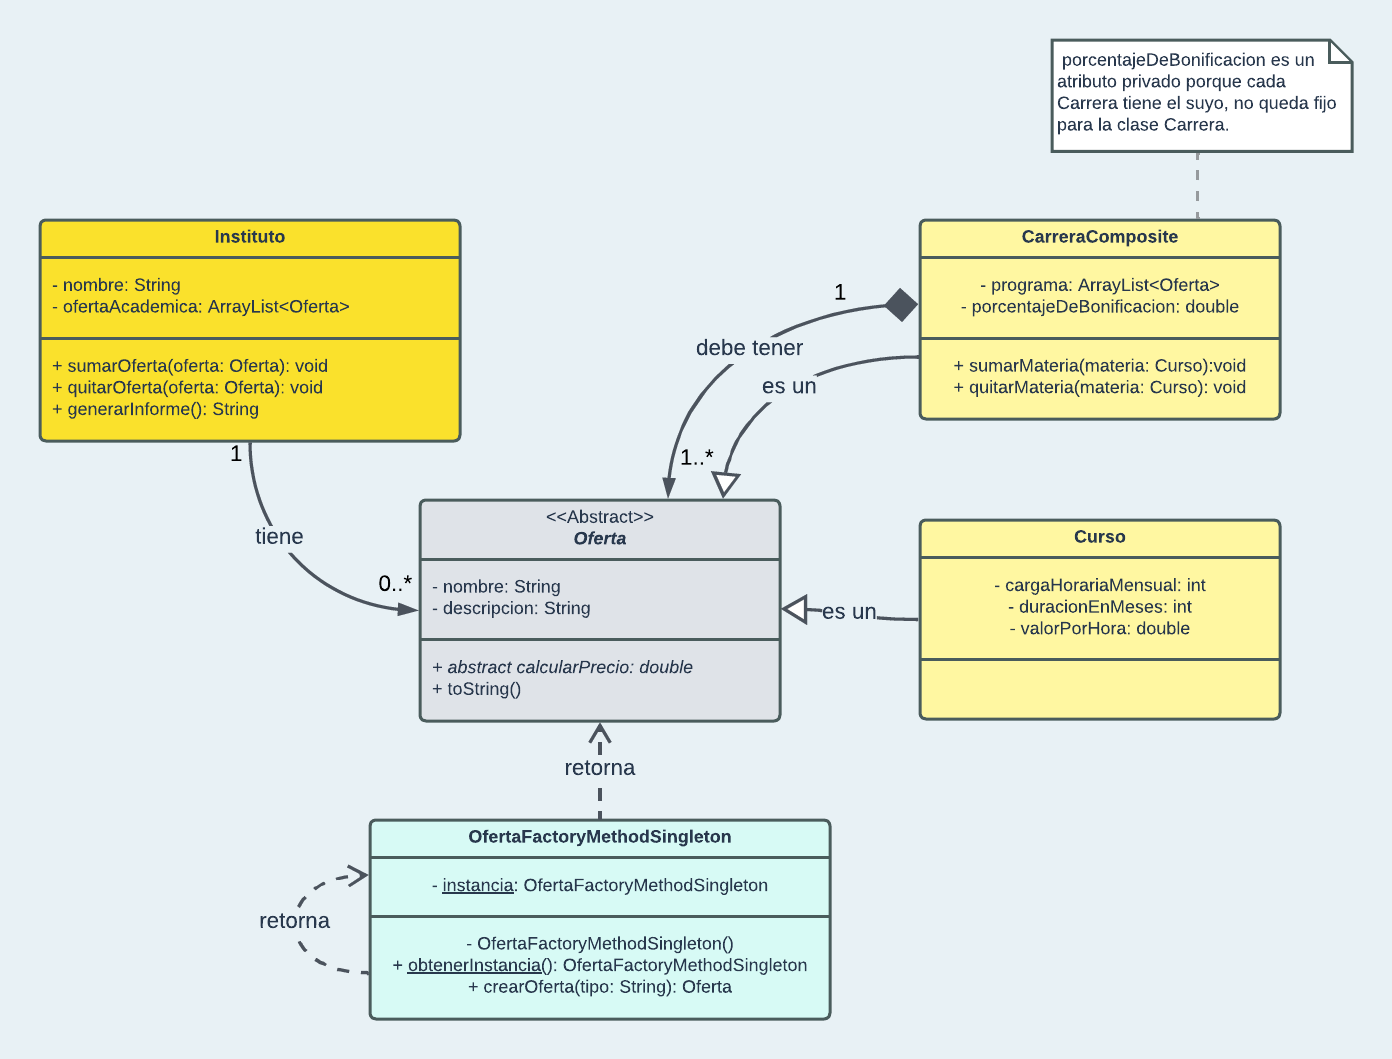 porcentajeDeBonificacion es un
atributo privado porque cada
Carrera tiene el suyo, no queda fijo
para la clase Carrera.
Instituto
- nombre: String
- ofertaAcademica: ArrayList<Oferta>
+ sumarOferta(oferta: Oferta): void
+ quitarOferta(oferta: Oferta): void
+ generarInforme(): String
CarreraComposite
- programa: ArrayList<Oferta>
- porcentajeDeBonificacion: double
+ sumarMateria(materia: Curso):void
+ quitarMateria(materia: Curso): void
1
debe tener
es un
1..*
1
tiene
0..*
<<Abstract>>
Oferta
- nombre: String
- descripcion: String
+ abstract calcularPrecio: double
+ toString()
es un
Curso
- cargaHorariaMensual: int
- duracionEnMeses: int
- valorPorHora: double
retorna
OfertaFactoryMethodSingleton
- instancia: OfertaFactoryMethodSingleton
- OfertaFactoryMethodSingleton()
+ obtenerInstancia(): OfertaFactoryMethodSingleton
+ crearOferta(tipo: String): Oferta
retorna